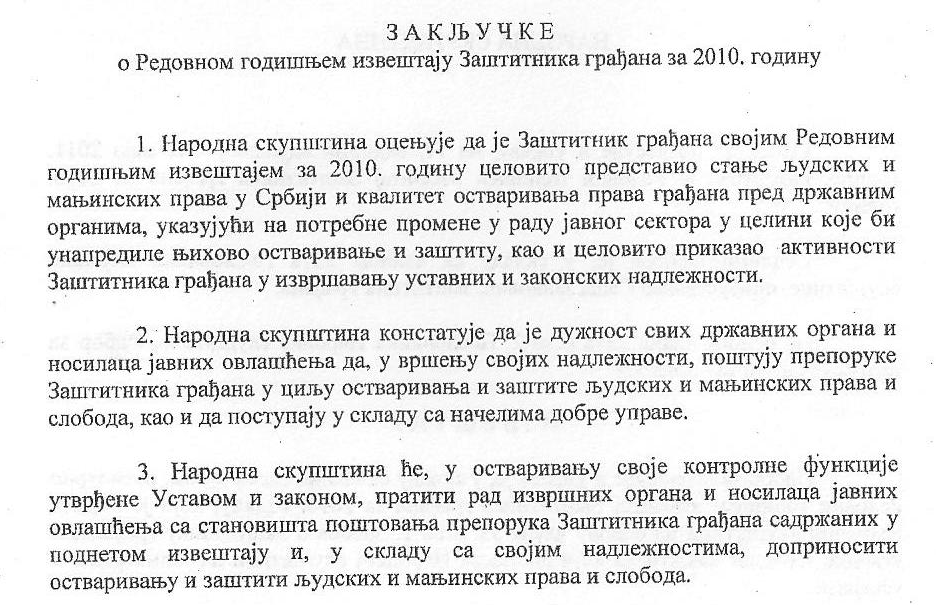 З А К Љ У Ч К Е
о Редовном годишњем извештају Заштитника грађана за 2010. годину
1. Народна скупштина оцењује да је Заштитник грађана својим Редовним
годишњим извештајем за 2010. годину целовито представио стање људских и
мањинских права у Србији и квалитет остваривања права грађана пред државним
органима, указујући на потребне промене у раду јавног сектора у целини које би
унапредиле њихово остваривање и заштиту, као и целовито приказао активности
Заштитника грађана у извршавању уставних и законских надлежности.
2. Народна скупштина констатује да је дужност свих државних органа и
носилаца јавних овлашћења да, у вршењу својих надлежности, поштују препоруке
Заштитника грађана у циљу остваривања и заштите људских и мањинских права и
слобода, као и да поступају у складу са начелима добре управе.
3. Народна скупштина ће, у остваривању своје контролне функције
утврђене Уставом и законом, пратити рад извршних органа и носилаца јавних
овлашћења са становишта поштовања препорука Заштитника грађана садржаних у
поднетом извештају и, у складу са својим надлежностима, доприносити
остваривању и заштити људских и мањинских права и слобода.